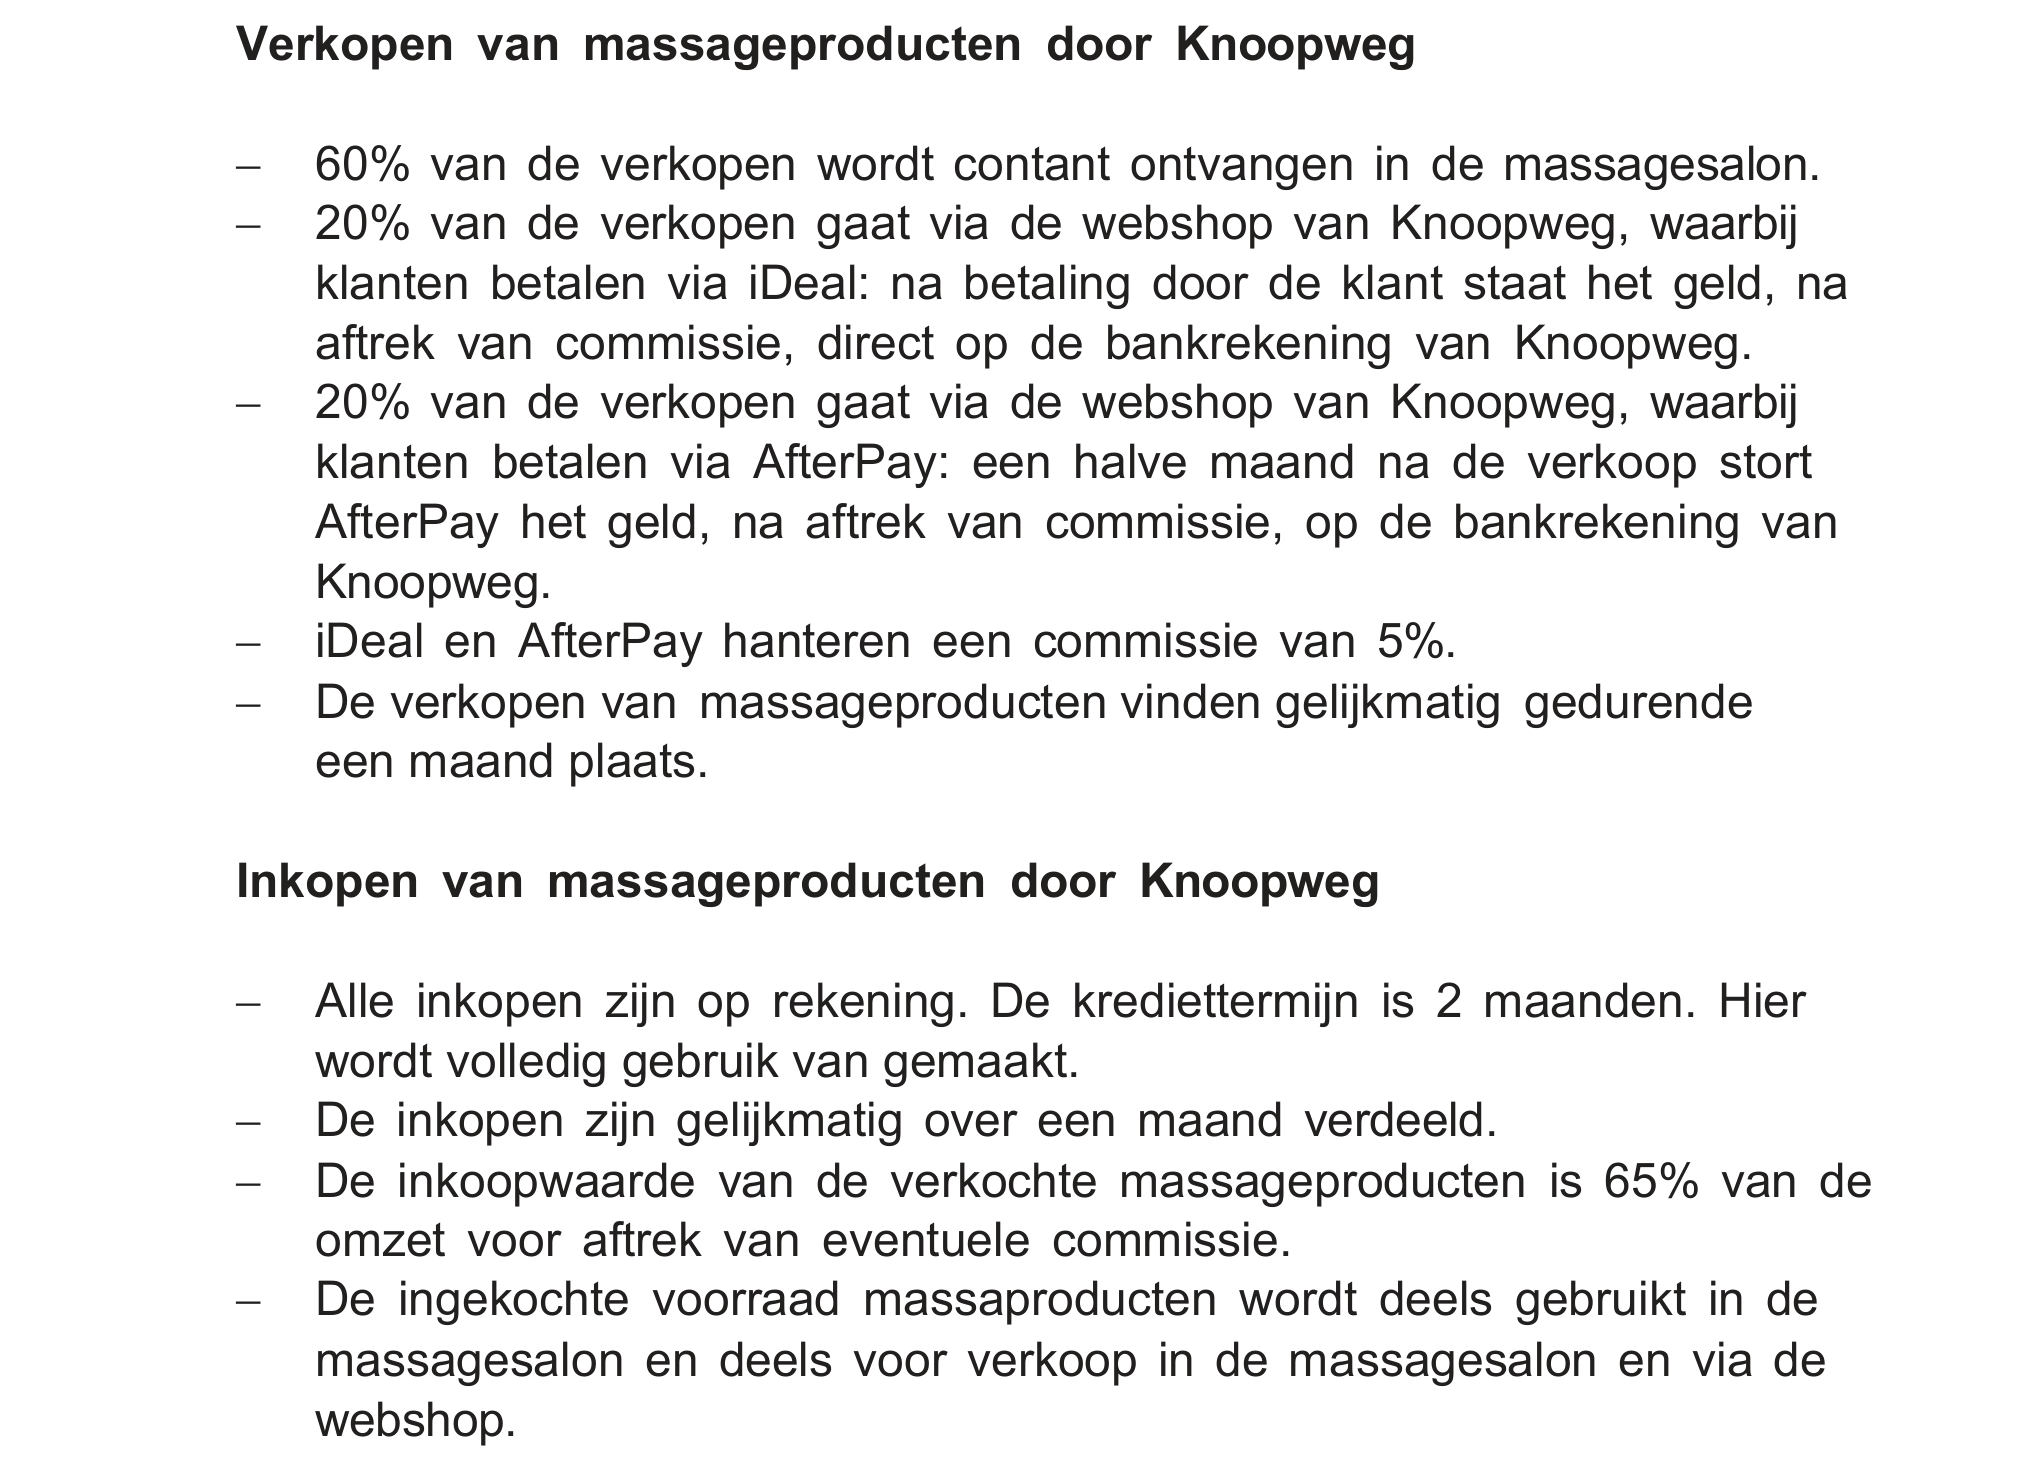 Verkopen van massageproducten door Knoopweg
– 60% van de verkopen wordt contant ontvangen in de massagesalon.
– 20% van de verkopen gaat via de webshop van Knoopweg, waarbij
klanten betalen via iDeal: na betaling door de klant staat het geld, na
aftrek van commissie, direct op de bankrekening van Knoopweg.
– 20% van de verkopen gaat via de webshop van Knoopweg, waarbij
klanten betalen via AfterPay: een halve maand na de verkoop stort
AfterPay het geld, na aftrek van commissie, op de bankrekening van
Knoopweg.
– iDeal en AfterPay hanteren een commissie van 5%.
– De verkopen van massageproducten vinden gelijkmatig gedurende
een maand plaats.
Inkopen van massageproducten door Knoopweg
– Alle inkopen zijn op rekening. De krediettermijn is 2 maanden. Hier
wordt volledig gebruik van gemaakt.
– De inkopen zijn gelijkmatig over een maand verdeeld.
– De inkoopwaarde van de verkochte massageproducten is 65% van de
omzet voor aftrek van eventuele commissie.
– De ingekochte voorraad massaproducten wordt deels gebruikt in de
massagesalon en deels voor verkoop in de massagesalon en via de
webshop.